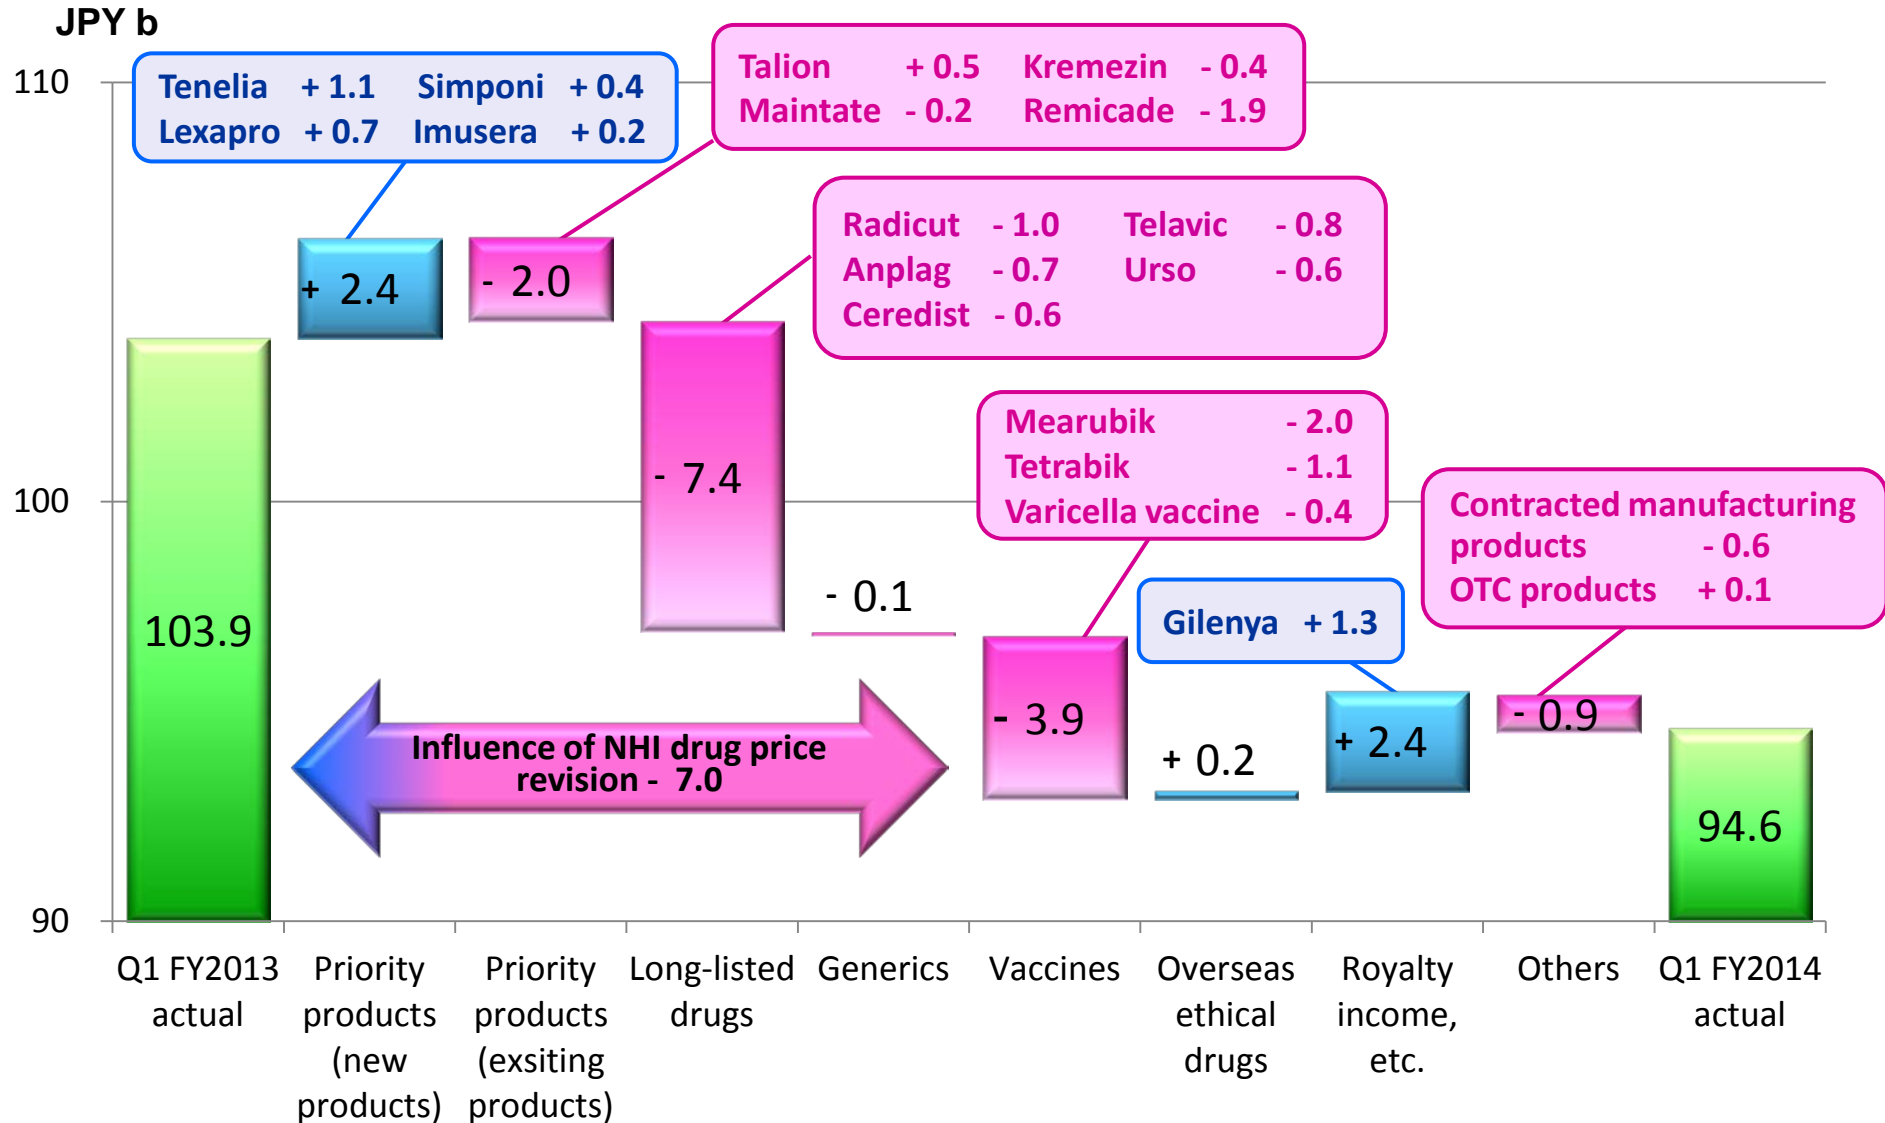 JPY b
110
100
90
Tenelia + 1.1 Simponi + 0.4
Lexapro + 0.7 Imusera + 0.2
Talion + 0.5 Kremezin - 0.4
Maintate - 0.2 Remicade - 1.9
Radicut - 1.0 Telavic - 0.8
Anplag - 0.7 Urso - 0.6
Ceredist - 0.6
Mearubik - 2.0
Tetrabik - 1.1
Varicella vaccine - 0.4
Contracted manufacturing
products - 0.6
OTC products + 0.1
Gilenya + 1.3
103.9
+ 2.4
- 2.0
- 7.4
- 0.1
- 3.9
+ 0.2
+ 2.4
- 0.9
94.6
Influence of NHI drug price
revision - 7.0
Q1 FY2013
actual
Priority
products
(new
products)
Priority
products
(exsiting
products)
Long-listed
drugs
Generics
Vaccines
Overseas
ethical
drugs
Royalty
income,
etc.
Others
Q1 FY2014
actual